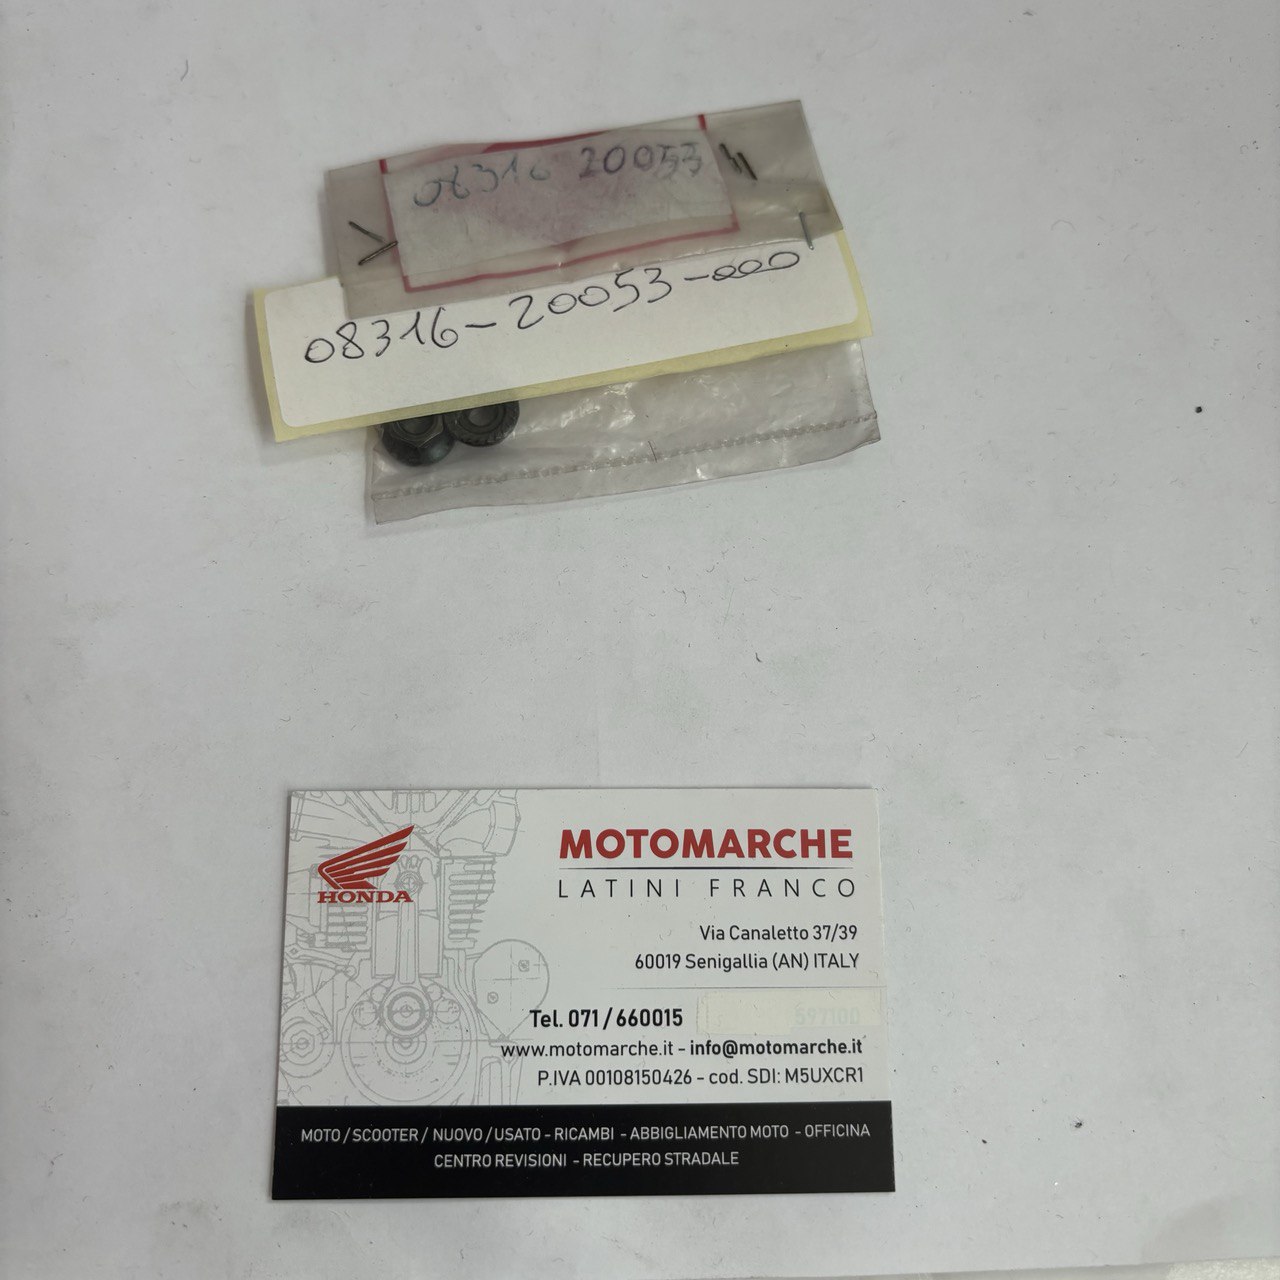 08316 20053
08316-20053-000
HONDA
MOTOMARCHE
LATINI FRANCO
Via Canaletto 37/39
60019 Senigallia (AN) ITALY
Tel. 071/660015 597100
www.motomarche.it - info@motomarche.it
P.IVA 00108150426 - cod. SDI: M5UXCR1
MOTO/SCOOTER/ NUOVO/USATO - RICAMBI - ABBIGLIAMENTO MOTO - OFFICINA
CENTRO REVISIONI - RECUPERO STRADALE